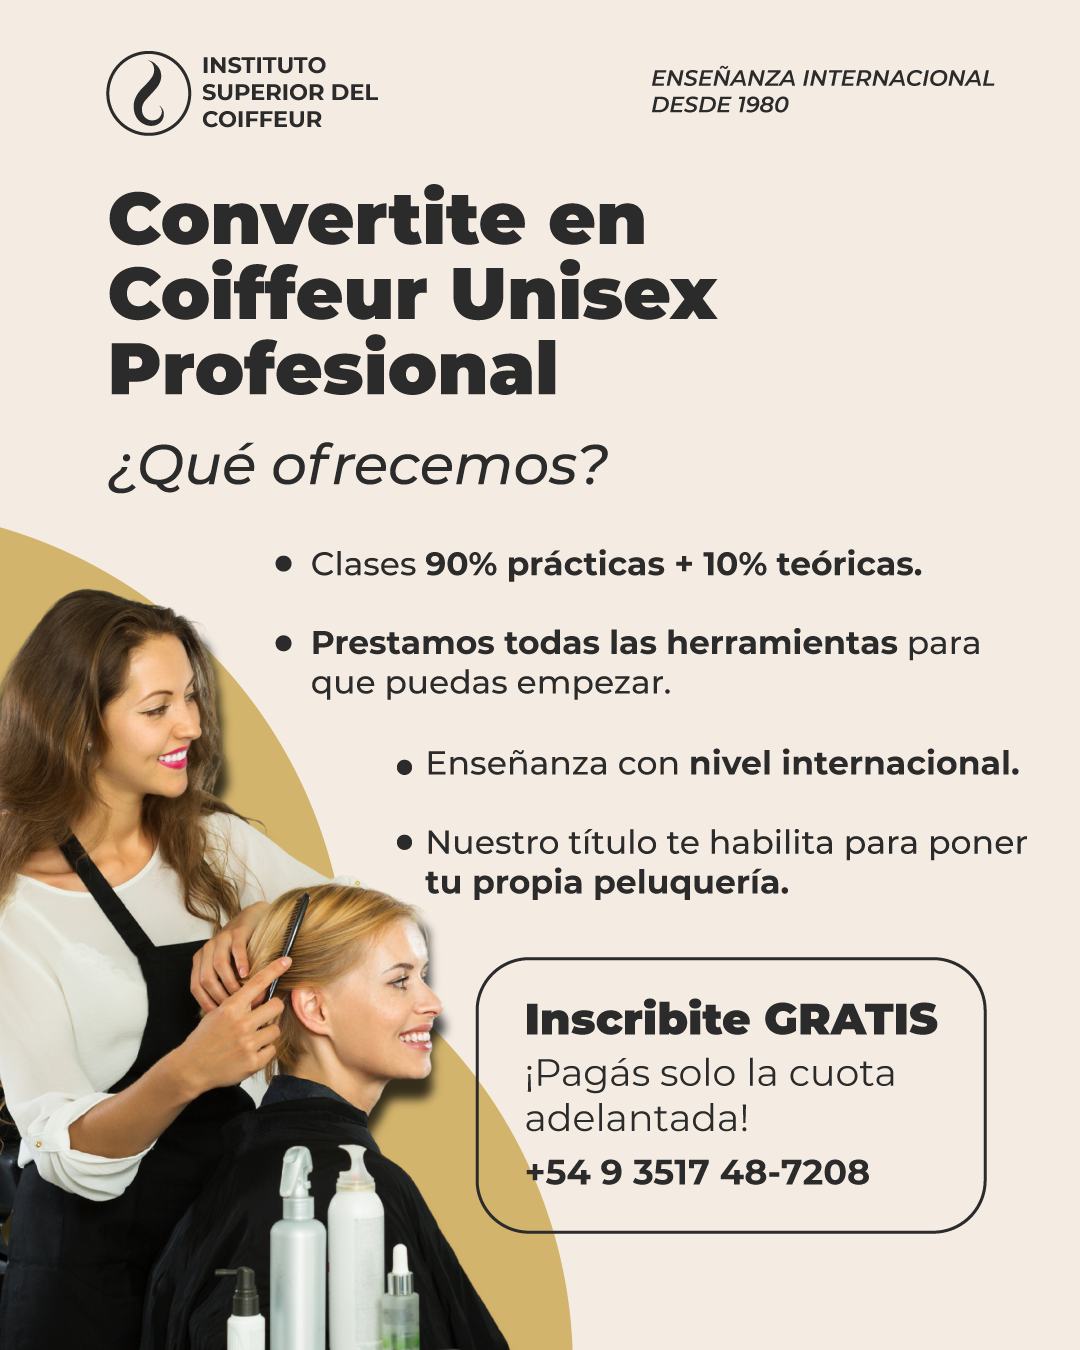 INSTITUTO
SUPERIOR DEL
COIFFEUR
ENSEÑANZA INTERNACIONAL
DESDE 1980
Convertite en
Coiffeur Unisex
Profesional
¿Qué ofrecemos?
● Clases 90% prácticas + 10% teóricas.
● Prestamos todas las herramientas para
que puedas empezar.
● Enseñanza con nivel internacional.
● Nuestro título te habilita para poner
tu propia peluquería.
Inscribite GRATIS
¡Pagás solo la cuota
adelantada!
+54 9 3517 48-7208